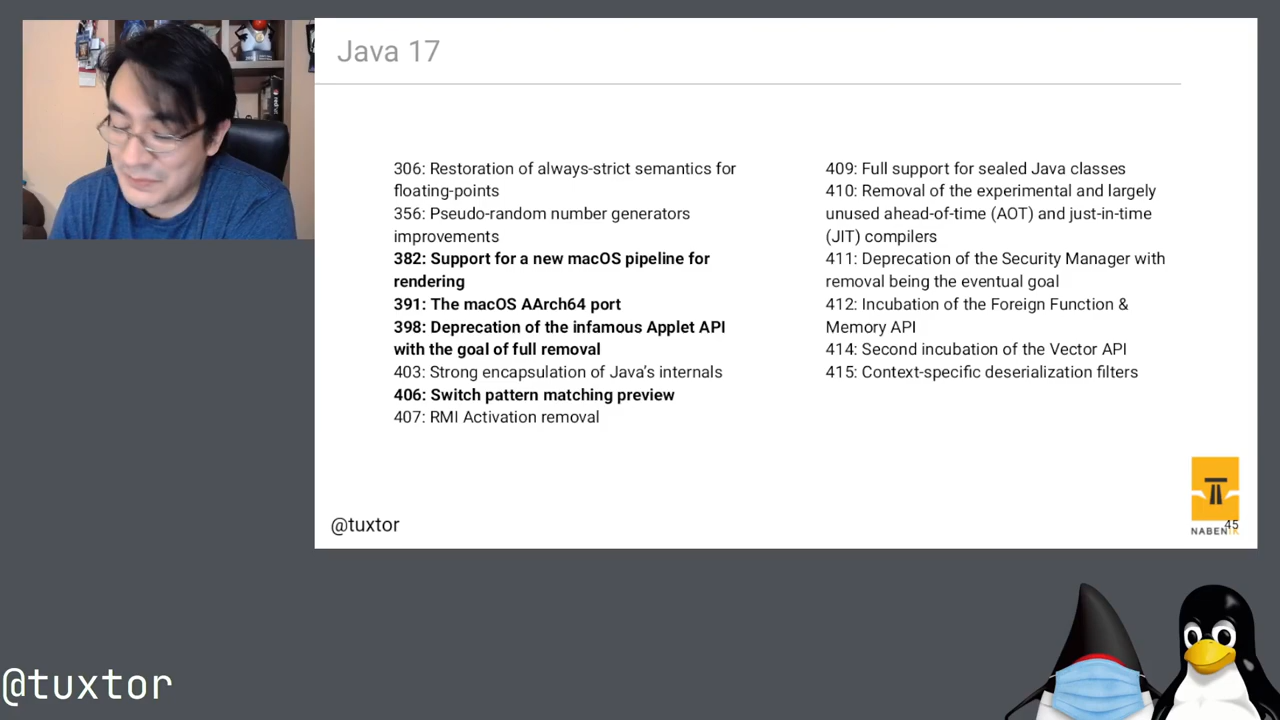 Java 17
306: Restoration of always-strict semantics for
floating-points
356: Pseudo-random number generators
improvements
382: Support for a new macOS pipeline for
rendering
391: The macOS AArch64 port
398: Deprecation of the infamous Applet API
with the goal of full removal
403: Strong encapsulation of Java's internals
406: Switch pattern matching preview
407: RMI Activation removal
409: Full support for sealed Java classes
410: Removal of the experimental and largely
unused ahead-of-time (AOT) and just-in-time
(JIT) compilers
411: Deprecation of the Security Manager with
removal being the eventual goal
412: Incubation of the Foreign Function &
Memory API
414: Second incubation of the Vector API
415: Context-specific deserialization filters
@tuxtor
45
NABENIK
@tuxtor